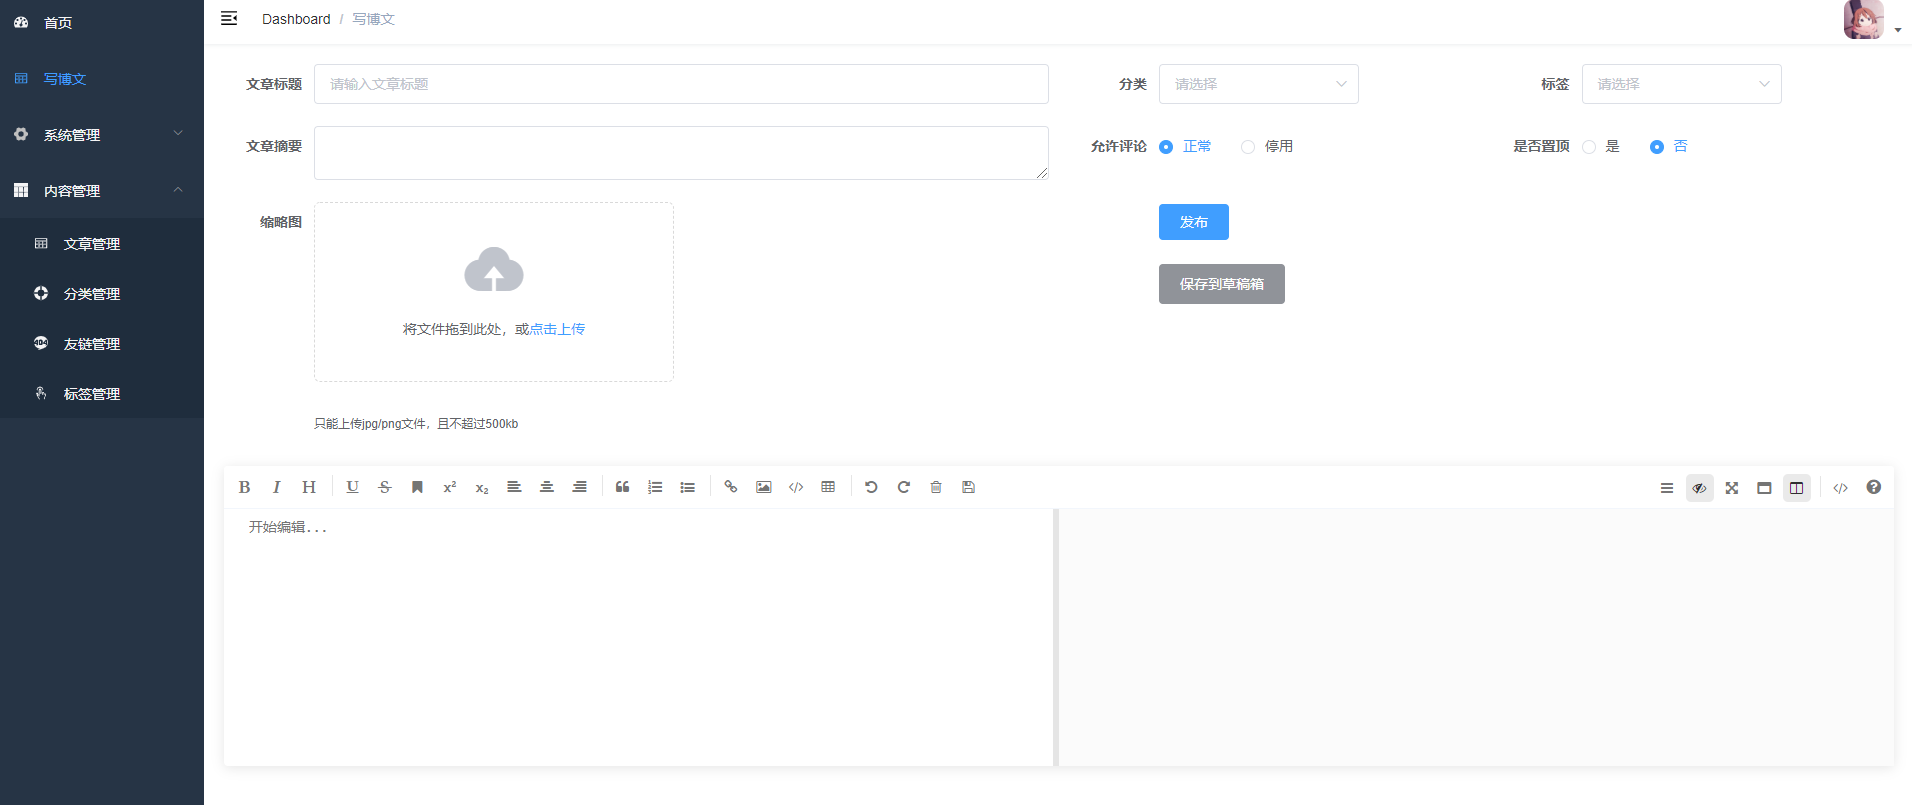 首页
写博文
系统管理
内容管理
文章管理
分类管理
友链管理
标签管理
Dashboard / 写博文
文章标题 请输入文章标题 分类 请选择 标签 请选择
文章摘要 允许评论 正常 停用 是否置顶 是 否
缩略图 发布
保存到草稿箱
将文件拖到此处，或点击上传
只能上传jpg/png文件，且不超过500kb
B I H U S x² x₂
开始编辑...